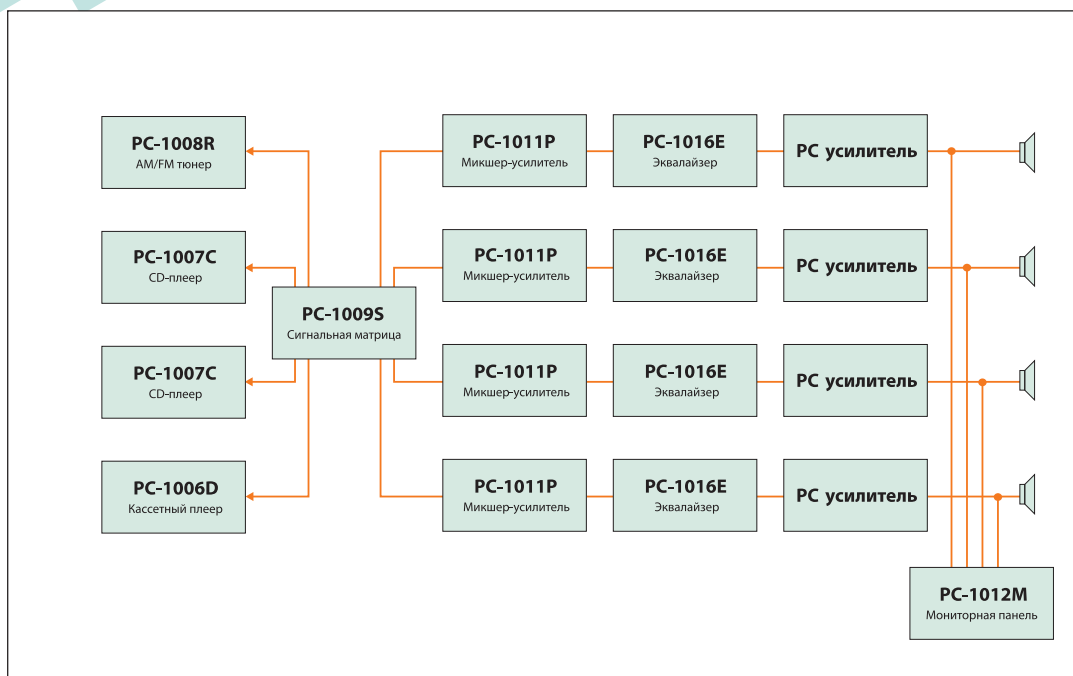 PC-1008R
AM/FM тюнер
PC-1011P
Микшер-усилитель
PC-1016E
Эквалайзер
PC усилитель
PC-1007C
CD-плеер
PC-1011P
Микшер-усилитель
PC-1016E
Эквалайзер
PC усилитель
PC-1009S
Сигнальная матрица
PC-1007C
CD-плеер
PC-1011P
Микшер-усилитель
PC-1016E
Эквалайзер
PC усилитель
PC-1006D
Кассетный плеер
PC-1011P
Микшер-усилитель
PC-1016E
Эквалайзер
PC усилитель
PC-1012M
Мониторная панель